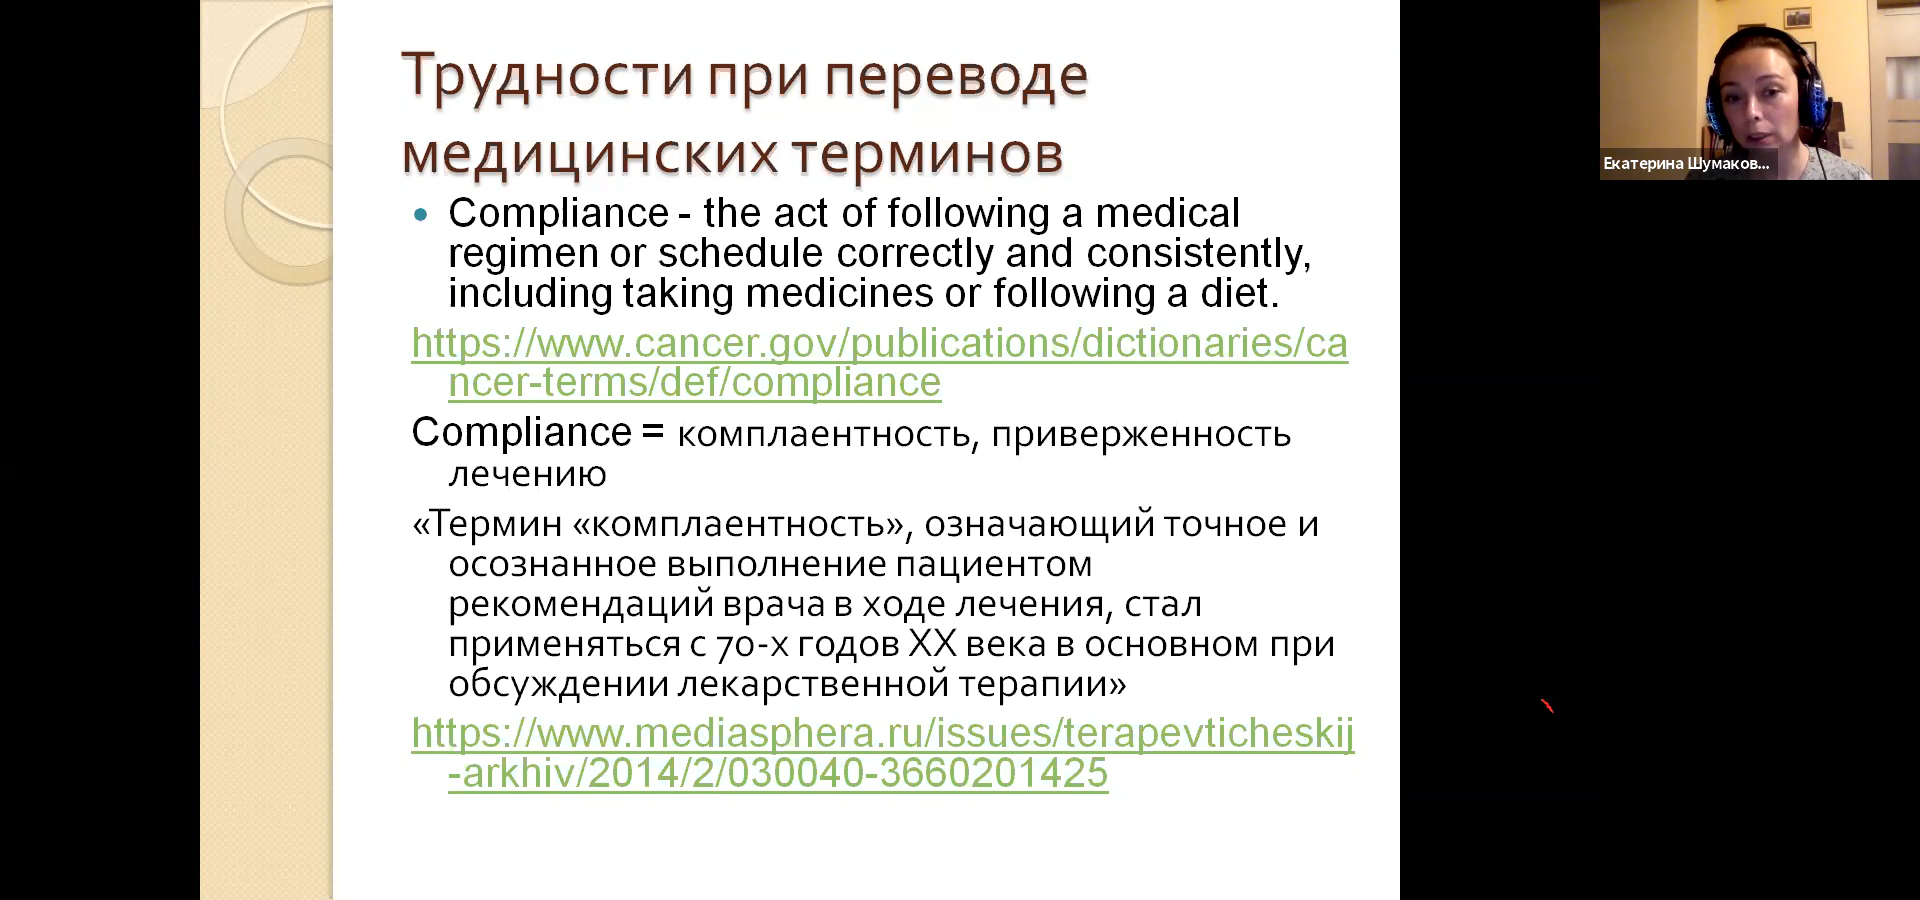 Трудности при переводе
медицинских терминов
• Compliance - the act of following a medical
regimen or schedule correctly and consistently,
including taking medicines or following a diet.
https://www.cancer.gov/publications/dictionaries/ca
ncer-terms/def/compliance
Compliance = комплаентность, приверженность
лечению
«Термин «комплаентность», означающий точное и
осознанное выполнение пациентом
рекомендаций врача в ходе лечения, стал
применяться с 70-х годов XX века в основном при
обсуждении лекарственной терапии»
https://www.mediasphera.ru/issues/terapevticheskij
-arkhiv/2014/2/030040-3660201425
Екатерина Шумаков...